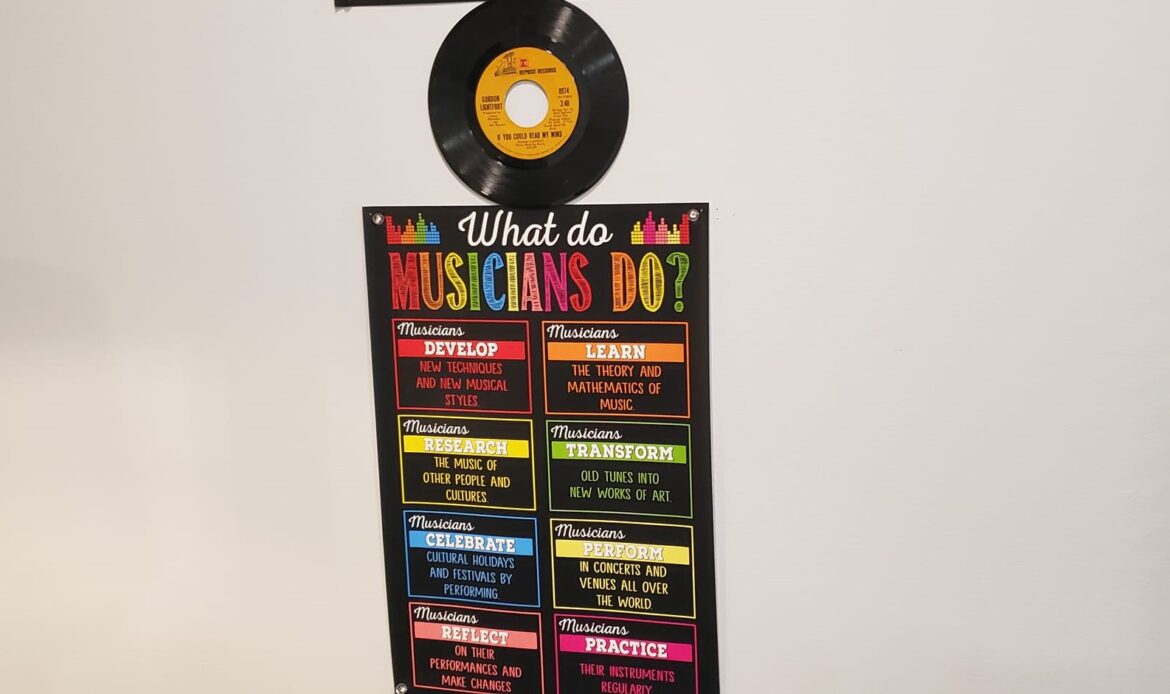 REPRISE RECORDS
GORDON
LIGHTFOOT
0974
3:48
IF YOU COULD READ MY MIND
What do
MUSICIANS DO?
Musicians
DEVELOP
NEW TECHNIQUES
AND NEW MUSICAL
STYLES.
Musicians
LEARN
THE THEORY AND
MATHEMATICS OF
MUSIC.
Musicians
RESEARCH
THE MUSIC OF
OTHER PEOPLE AND
CULTURES.
Musicians
TRANSFORM
OLD TUNES INTO
NEW WORKS OF ART.
Musicians
CELEBRATE
CULTURAL HOLIDAYS
AND FESTIVALS BY
PERFORMING.
Musicians
PERFORM
IN CONCERTS AND
VENUES ALL OVER
THE WORLD.
Musicians
REFLECT
ON THEIR
PERFORMANCES AND
MAKE CHANGES
Musicians
PRACTICE
THEIR INSTRUMENTS
REGULARLY